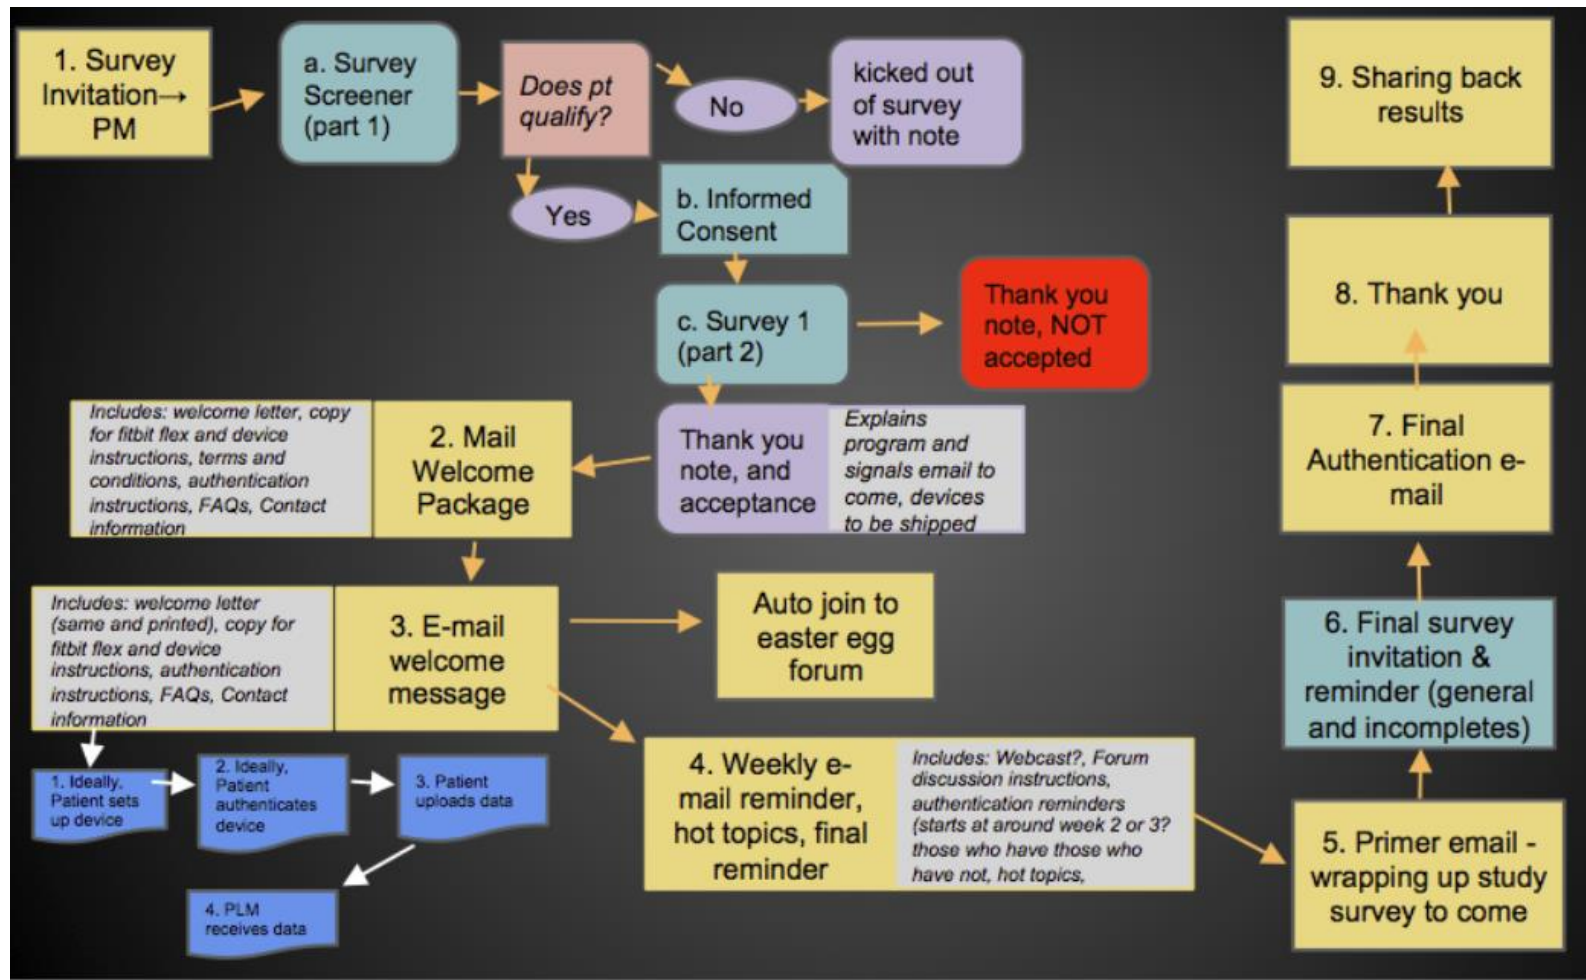 1. Survey
Invitation→
PM
a. Survey
Screener
(part 1)
Does pt
qualify?
No
kicked out
of survey
with note
Yes
b. Informed
Consent
c. Survey 1
(part 2)
Thank you
note, NOT
accepted
Thank you
note, and
acceptance
Explains
program and
signals email to
come, devices
to be shipped
2. Mail
Welcome
Package
Includes: welcome letter, copy
for fitbit flex and device
instructions, terms and
conditions, authentication
instructions, FAQs, Contact
information
3. E-mail
welcome
message
Includes: welcome letter
(same and printed), copy for
fitbit flex and device
instructions, authentication
instructions, FAQs, Contact
information
Auto join to
easter egg
forum
1. Ideally,
Patient sets
up device
2. Ideally,
Patient
authenticates
device
3. Patient
uploads data
4. PLM
receives data
4. Weekly e-
mail reminder,
hot topics, final
reminder
Includes: Webcast?, Forum
discussion instructions,
authentication reminders
(starts at around week 2 or 3?
those who have those who
have not, hot topics,
5. Primer email -
wrapping up study
survey to come
6. Final survey
invitation &
reminder (general
and incompletes)
7. Final
Authentication e-
mail
8. Thank you
9. Sharing back
results